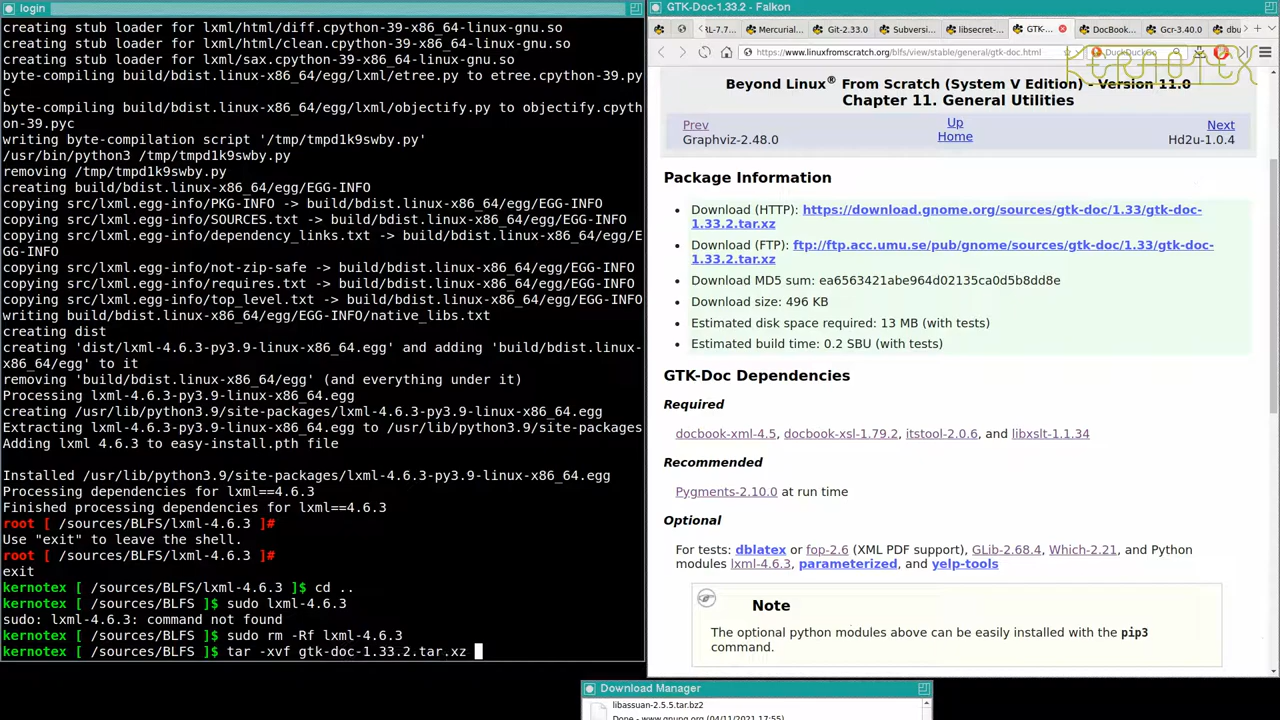 login
creating stub loader for lxml/html/diff.cpython-39-x86_64-linux-gnu.so
creating stub loader for lxml/html/clean.cpython-39-x86_64-linux-gnu.so
creating stub loader for lxml/sax.cpython-39-x86_64-linux-gnu.so
byte-compiling build/bdist.linux-x86_64/egg/lxml/etree.py to etree.cpython-39.py
c
byte-compiling build/bdist.linux-x86_64/egg/lxml/objectify.py to objectify.cpyth
on-39.pyc
writing byte-compilation script '/tmp/tmpd1k9swby.py'
/usr/bin/python3 /tmp/tmpd1k9swby.py
removing /tmp/tmpd1k9swby.py
creating build/bdist.linux-x86_64/egg/EGG-INFO
copying src/lxml.egg-info/PKG-INFO -> build/bdist.linux-x86_64/egg/EGG-INFO
copying src/lxml.egg-info/SOURCES.txt -> build/bdist.linux-x86_64/egg/EGG-INFO
copying src/lxml.egg-info/dependency_links.txt -> build/bdist.linux-x86_64/egg/E
GG-INFO
copying src/lxml.egg-info/not-zip-safe -> build/bdist.linux-x86_64/egg/EGG-INFO
copying src/lxml.egg-info/requires.txt -> build/bdist.linux-x86_64/egg/EGG-INFO
copying src/lxml.egg-info/top_level.txt -> build/bdist.linux-x86_64/egg/EGG-INFO
writing build/bdist.linux-x86_64/egg/EGG-INFO/native_libs.txt
creating dist
creating 'dist/lxml-4.6.3-py3.9-linux-x86_64.egg' and adding 'build/bdist.linux-
x86_64/egg' to it
removing 'build/bdist.linux-x86_64/egg' (and everything under it)
Processing lxml-4.6.3-py3.9-linux-x86_64.egg
creating /usr/lib/python3.9/site-packages/lxml-4.6.3-py3.9-linux-x86_64.egg
Extracting lxml-4.6.3-py3.9-linux-x86_64.egg to /usr/lib/python3.9/site-packages
Adding lxml 4.6.3 to easy-install.pth file
Installed /usr/lib/python3.9/site-packages/lxml-4.6.3-py3.9-linux-x86_64.egg
Processing dependencies for lxml==4.6.3
Finished processing dependencies for lxml==4.6.3
root [ /sources/BLFS/lxml-4.6.3 ]#
Use "exit" to leave the shell.
root [ /sources/BLFS/lxml-4.6.3 ]#
exit
kernotex [ /sources/BLFS/lxml-4.6.3 ]$ cd ..
kernotex [ /sources/BLFS ]$ sudo lxml-4.6.3
sudo: lxml-4.6.3: command not found
kernotex [ /sources/BLFS ]$ sudo rm -Rf lxml-4.6.3
kernotex [ /sources/BLFS ]$ tar -xvf gtk-doc-1.33.2.tar.xz
GTK-Doc-1.33.2 - Falkon
RL-7.7... Mercurial... Git-2.33.0 Subversi... libsecret-... GTK-... DocBook... Gcr-3.40.0 dbu
https://www.linuxfromscratch.org/blfs/view/stable/general/gtk-doc.html DuckDuckGo
KERNOTEX
Beyond Linux® From Scratch (System V Edition) - Version 11.0
Chapter 11. General Utilities
Prev Up Next
Graphviz-2.48.0 Home Hd2u-1.0.4
Package Information
• Download (HTTP): https://download.gnome.org/sources/gtk-doc/1.33/gtk-doc-
1.33.2.tar.xz
• Download (FTP): ftp://ftp.acc.umu.se/pub/gnome/sources/gtk-doc/1.33/gtk-doc-
1.33.2.tar.xz
• Download MD5 sum: ea6563421abe964d02135ca0d5b8dd8e
• Download size: 496 KB
• Estimated disk space required: 13 MB (with tests)
• Estimated build time: 0.2 SBU (with tests)
GTK-Doc Dependencies
Required
docbook-xml-4.5, docbook-xsl-1.79.2, itstool-2.0.6, and libxslt-1.1.34
Recommended
Pygments-2.10.0 at run time
Optional
For tests: dblatex or fop-2.6 (XML PDF support), GLib-2.68.4, Which-2.21, and Python
modules lxml-4.6.3, parameterized, and yelp-tools
Note
The optional python modules above can be easily installed with the pip3
command.
Download Manager
libassuan-2.5.5.tar.bz2
Done - www.gnupg.org (04/11/2021 17:55)